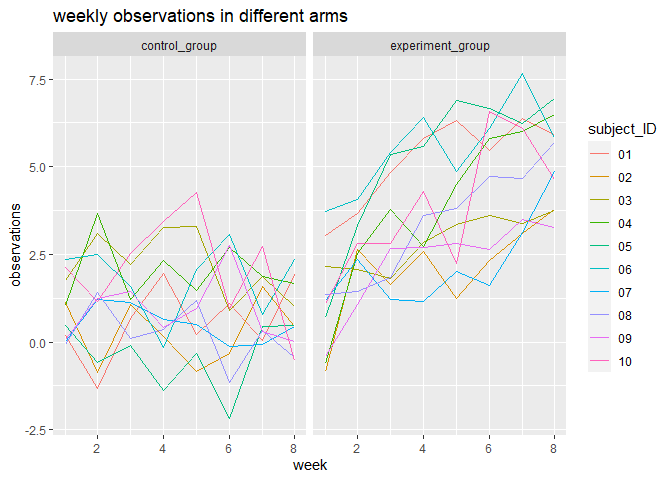 weekly observations in different arms
control_group
experiment_group
7.5
5.0
2.5
0.0
-2.5
observations
2 4 6 8
2 4 6 8
week
subject_ID
01
02
03
04
05
06
07
08
09
10